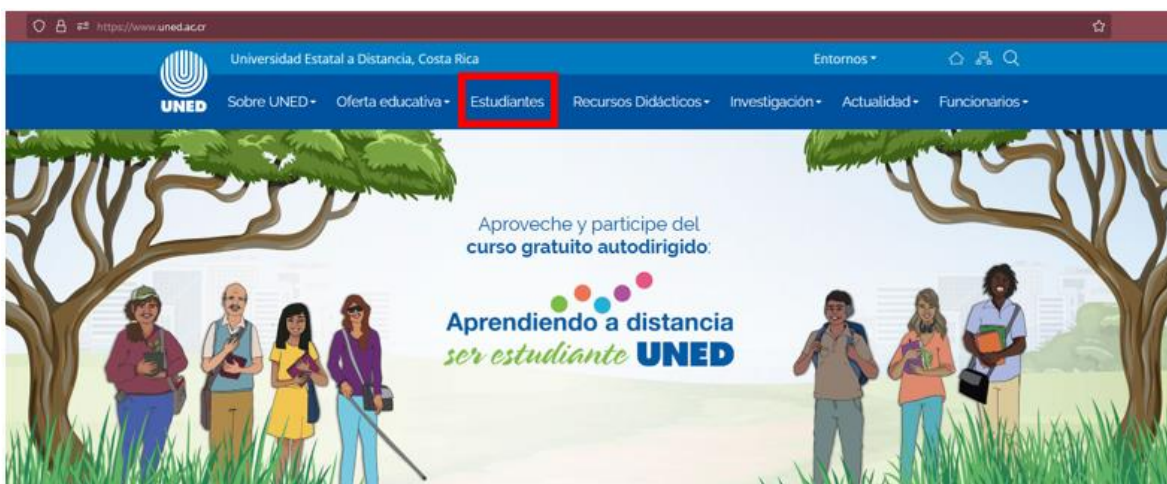 https://www.uned.ac.cr
Universidad Estatal a Distancia, Costa Rica
Entornos
UNED
Sobre UNED
Oferta educativa
Estudiantes
Recursos Didácticos
Investigación
Actualidad
Funcionarios
Aproveche y participe del
curso gratuito autodirigido:
Aprendiendo a distancia
ser estudiante UNED